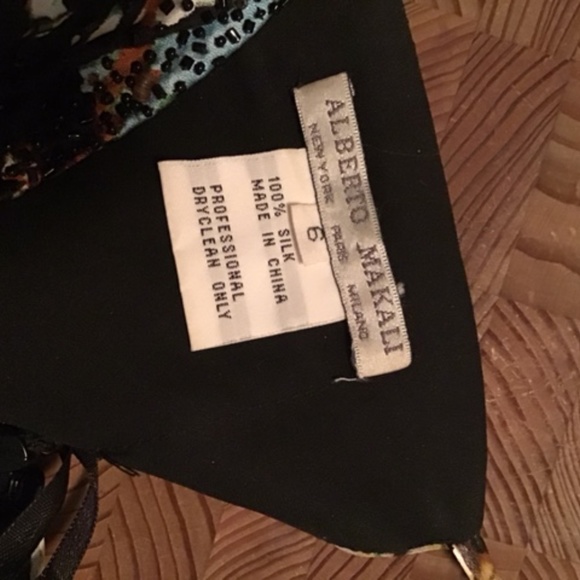 ALBERTO MAKALI
NEW YORK PARIS MILANO
6
100% SILK
MADE IN CHINA
PROFESSIONAL
DRYCLEAN ONLY